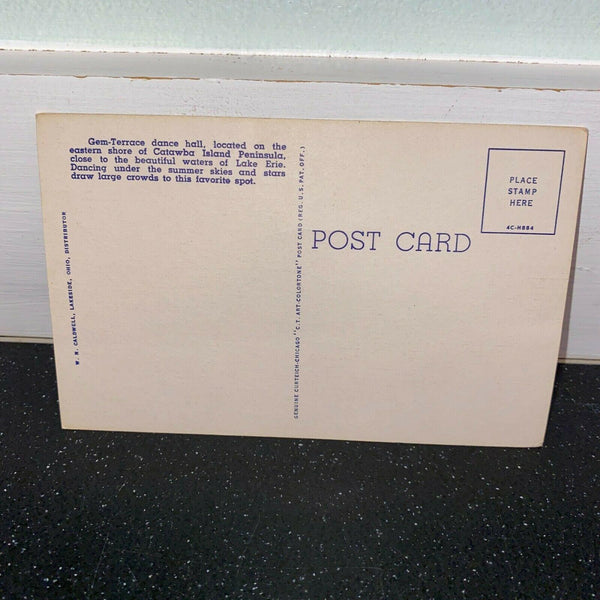 Gem-Terrace dance hall, located on the
eastern shore of Catawba Island Peninsula,
close to the beautiful waters of Lake Erie.
Dancing under the summer skies and stars
draw large crowds to this favorite spot.
W. N. CALDWELL, LAKESIDE, OHIO, DISTRIBUTOR
GENUINE CURTEICH-CHICAGO "C.T. ART-COLORTONE" POST CARD (REG. U.S. PAT. OFF.)
POST CARD
PLACE
STAMP
HERE
4C-H884